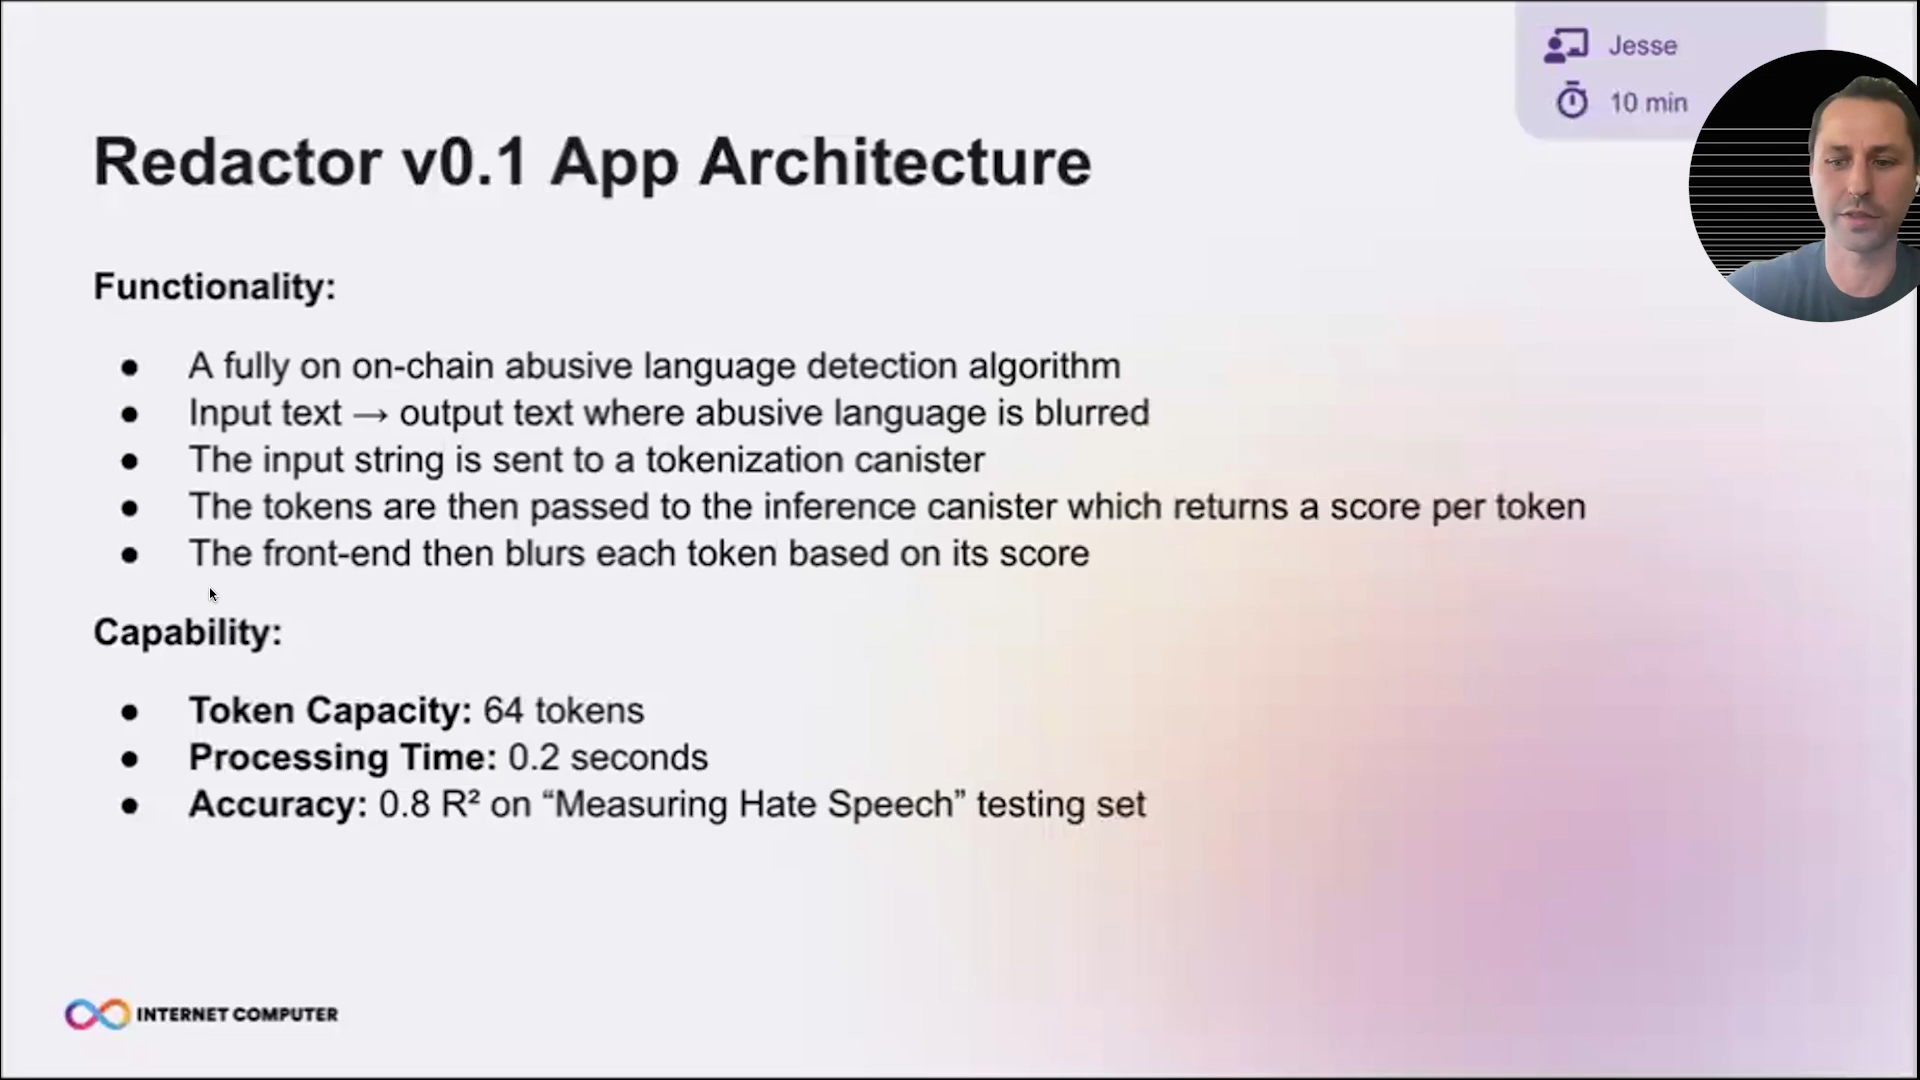 Jesse
10 min
Redactor v0.1 App Architecture
Functionality:
● A fully on on-chain abusive language detection algorithm
● Input text → output text where abusive language is blurred
● The input string is sent to a tokenization canister
● The tokens are then passed to the inference canister which returns a score per token
● The front-end then blurs each token based on its score
Capability:
● Token Capacity: 64 tokens
● Processing Time: 0.2 seconds
● Accuracy: 0.8 R² on “Measuring Hate Speech” testing set
INTERNET COMPUTER